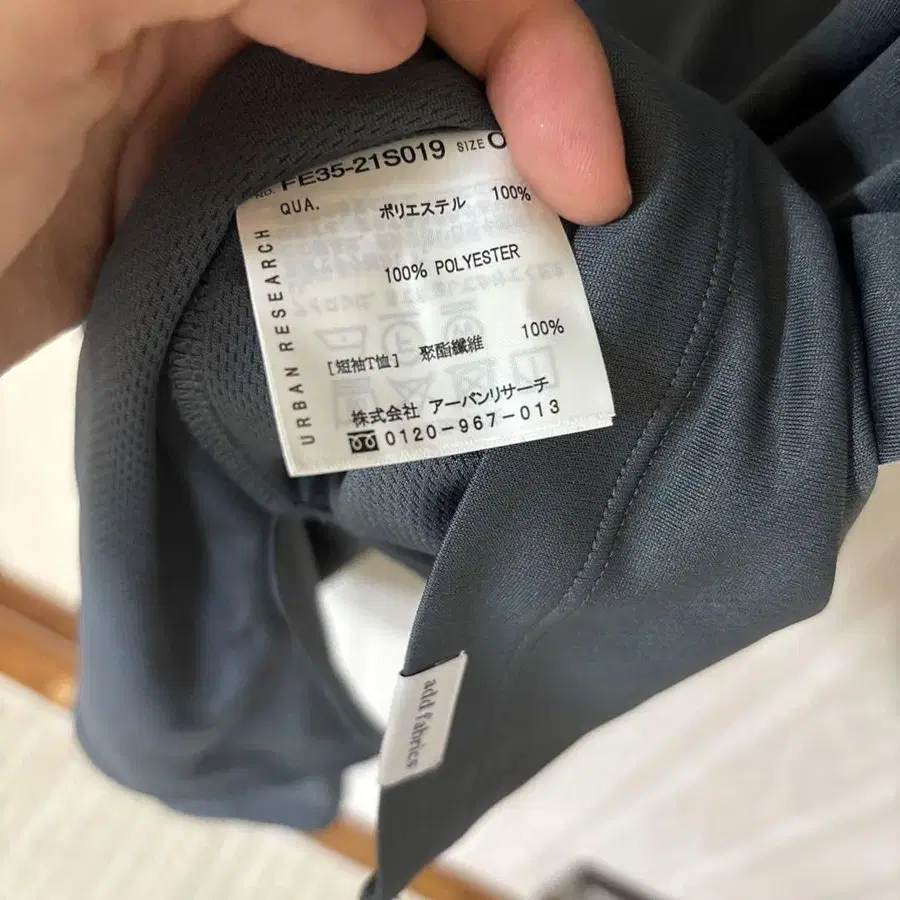 NO. FE35-21S019 SIZE O
QUA.
ポリエステル 100%
100% POLYESTER
[短袖T恤] 聚酯纖維 100%
株式会社 アーバンリサーチ
0120-967-013
URBAN RESEARCH
add fabrics